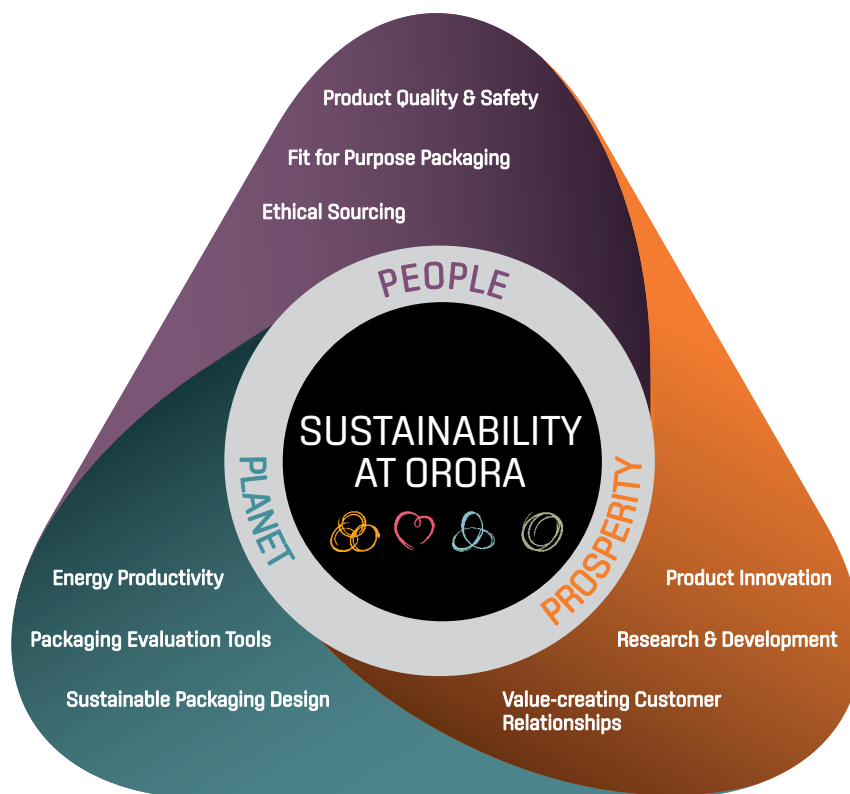 Product Quality & Safety
Fit for Purpose Packaging
Ethical Sourcing
PEOPLE
SUSTAINABILITY
AT ORORA
PLANET
PROSPERITY
Energy Productivity
Packaging Evaluation Tools
Sustainable Packaging Design
Product Innovation
Research & Development
Value-creating Customer
Relationships